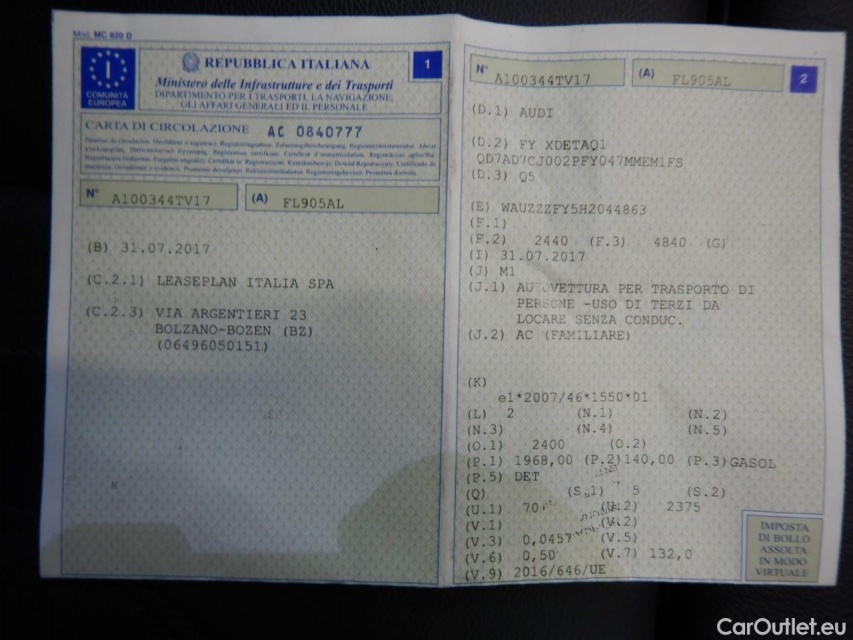 Mod. MC 820 D
I
COMUNITÀ
EUROPEA
REPUBBLICA ITALIANA
1
Ministero delle Infrastrutture e dei Trasporti
DIPARTIMENTO PER I TRASPORTI, LA NAVIGAZIONE,
GLI AFFARI GENERALI ED IL PERSONALE
CARTA DI CIRCOLAZIONE AC 0840777
N° A100344TV17 (A) FL905AL
(B) 31.07.2017
(C.2.1) LEASEPLAN ITALIA SPA
(C.2.3) VIA ARGENTIERI 23
BOLZANO-BOZEN (BZ)
(06496050151)
N° A100344TV17 (A) FL905AL 2
(D.1) AUDI
(D.2) FY XDETAQ1
QD7AD7CJ002PFY047MMEM1FS
(D.3) Q5
(E) WAUZZZFY5H2044863
(F.1)
(F.2) 2440 (F.3) 4840 (G)
(I) 31.07.2017
(J) M1
(J.1) AUTOVETTURA PER TRASPORTO DI
PERSONE -USO DI TERZI DA
LOCARE SENZA CONDUC.
(J.2) AC (FAMILIARE)
(K)
e1*2007/46*1550*01
(L) 2 (N.1) (N.2)
(N.3) (N.4) (N.5)
(O.1) 2400 (O.2)
(P.1) 1968,00 (P.2)140,00 (P.3)GASOL
(P.5) DET
(Q) (S.1) 5 (S.2)
(U.1) 70 (U.2) 2375
(V.1) (V.2)
(V.3) 0,0457 (V.5)
(V.6) 0,50 (V.7) 132,0
(V.9) 2016/646/UE
IMPOSTA
DI BOLLO
ASSOLTA
IN MODO
VIRTUALE
CarOutlet.eu